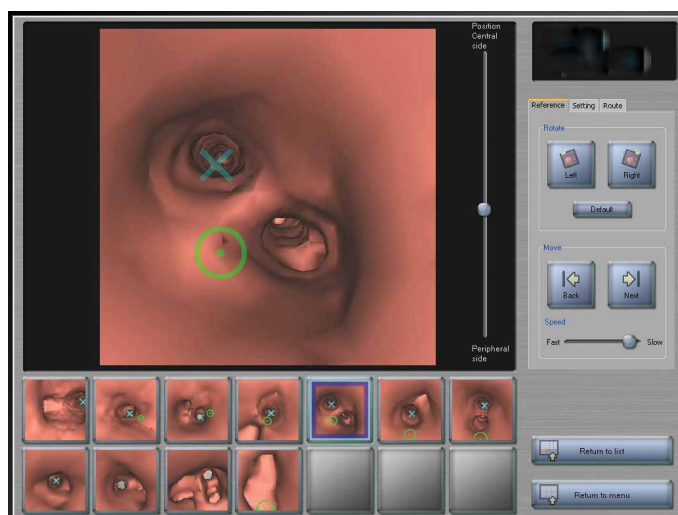 Position
Central
side
Peripheral
side
Reference
Setting
Route
Rotate
Left
Right
Default
Move
Back
Next
Speed
Fast
Slow
Return to list
Return to menu